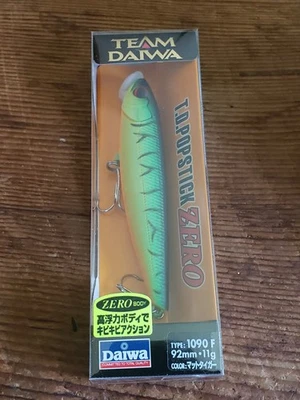 TEAM
DAIWA
T.D.POPSTICK ZERO
ZERO BODY
高浮力ボディで
キビキビアクション
Daiwa
TYPE: 1090 F
92mm・11g
COLOR: マットタイガー